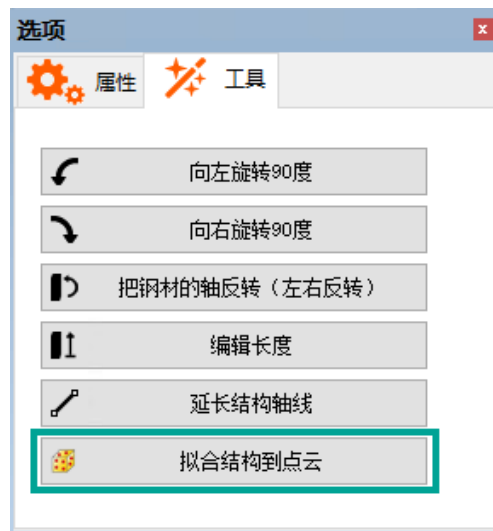 选项
属性
工具
向左旋转90度
向右旋转90度
把钢材的轴反转（左右反转）
编辑长度
延长结构轴线
拟合结构到点云